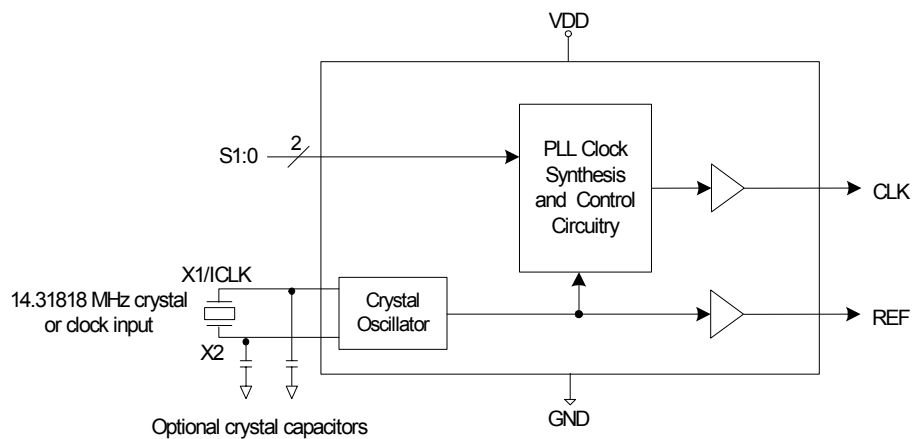 VDD
2
S1:0
PLL Clock
Synthesis
and Control
Circuitry
CLK
X1/ICLK
14.31818 MHz crystal
or clock input
X2
Crystal
Oscillator
REF
GND
Optional crystal capacitors